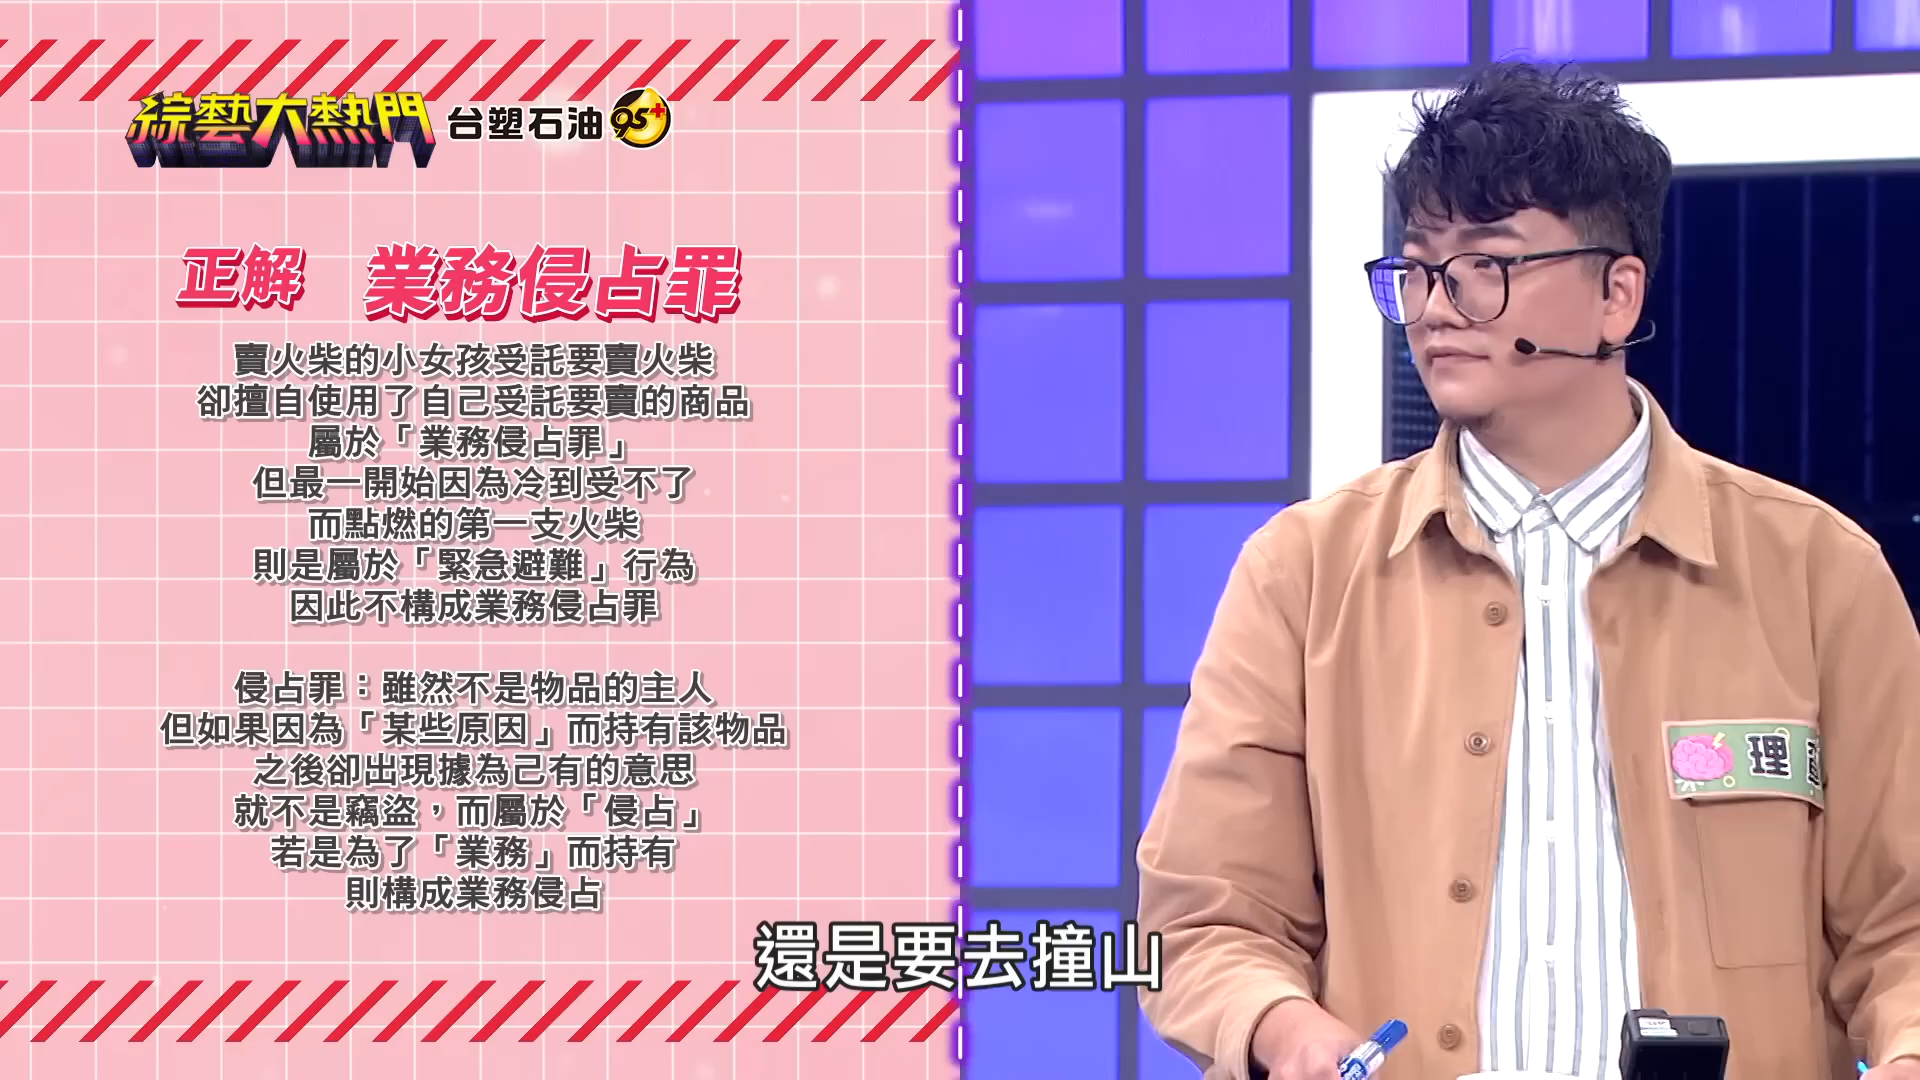 綜藝大熱門 台塑石油 95+
正解 業務侵占罪
賣火柴的小女孩受託要賣火柴
卻擅自使用了自己受託要賣的商品
屬於「業務侵占罪」
但最一開始因為冷到受不了
而點燃的第一支火柴
則是屬於「緊急避難」行為
因此不構成業務侵占罪
侵占罪：雖然不是物品的主人
但如果因為「某些原因」而持有該物品
之後卻出現據為己有的意思
就不是竊盜，而屬於「侵占」
若是為了「業務」而持有
則構成業務侵占
理
還是要去撞山